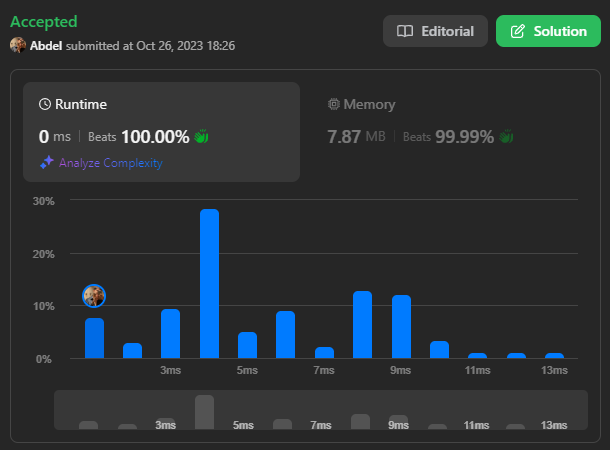 Accepted
Abdel submitted at Oct 26, 2023 18:26
Editorial
Solution
Runtime
0 ms | Beats 100.00%
Analyze Complexity
Memory
7.87 MB | Beats 99.99%
30%
20%
10%
0%
3ms 5ms 7ms 9ms 11ms 13ms
3ms 5ms 7ms 9ms 11ms 13ms